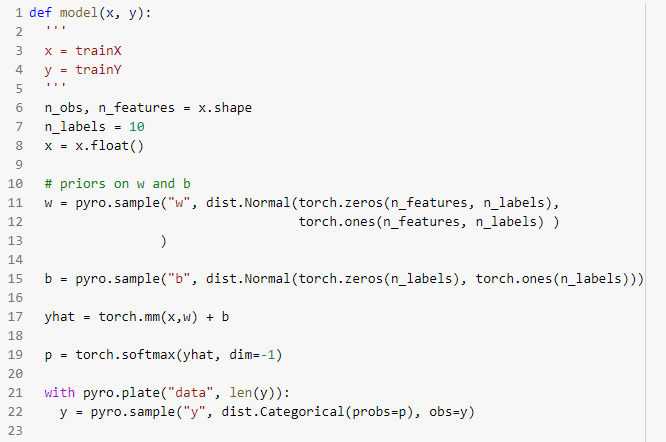 1 def model(x, y):
2   '''
3   x = trainX
4   y = trainY
5   '''
6   n_obs, n_features = x.shape
7   n_labels = 10
8   x = x.float()
9
10   # priors on w and b
11   w = pyro.sample("w", dist.Normal(torch.zeros(n_features, n_labels),
12                                    torch.ones(n_features, n_labels) )
13                  )
14
15   b = pyro.sample("b", dist.Normal(torch.zeros(n_labels), torch.ones(n_labels)))
16
17   yhat = torch.mm(x,w) + b
18
19   p = torch.softmax(yhat, dim=-1)
20
21   with pyro.plate("data", len(y)):
22     y = pyro.sample("y", dist.Categorical(probs=p), obs=y)
23